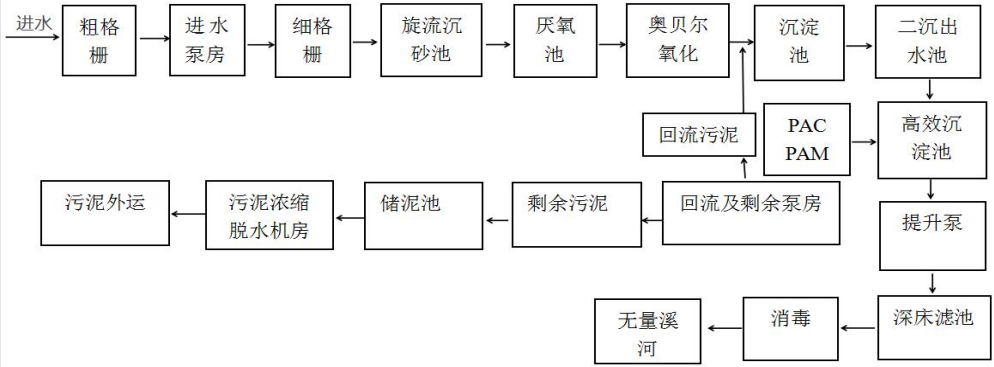 进水
粗格
栅
进水
泵房
细格
栅
旋流沉
砂池
厌氧
池
奥贝尔
氧化
沉淀
池
二沉出
水池
回流污泥
PAC
PAM
高效沉
淀池
污泥外运
污泥浓缩
脱水机房
储泥池
剩余污泥
回流及剩余泵房
提升泵
无量溪
河
消毒
深床滤池